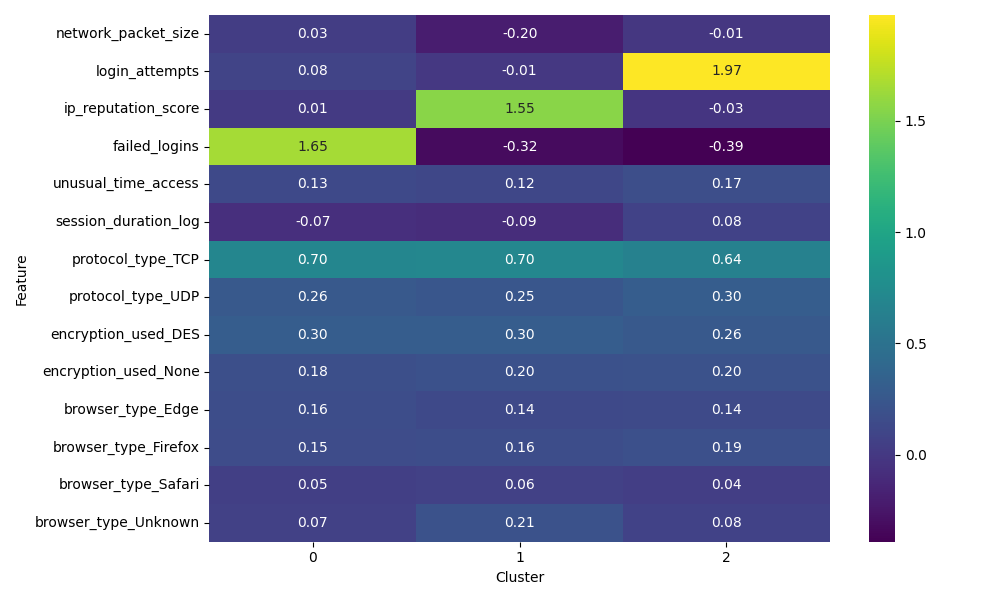 network_packet_size 0.03 -0.20 -0.01
login_attempts 0.08 -0.01 1.97
ip_reputation_score 0.01 1.55 -0.03
failed_logins 1.65 -0.32 -0.39
unusual_time_access 0.13 0.12 0.17
session_duration_log -0.07 -0.09 0.08
protocol_type_TCP 0.70 0.70 0.64
protocol_type_UDP 0.26 0.25 0.30
encryption_used_DES 0.30 0.30 0.26
encryption_used_None 0.18 0.20 0.20
browser_type_Edge 0.16 0.14 0.14
browser_type_Firefox 0.15 0.16 0.19
browser_type_Safari 0.05 0.06 0.04
browser_type_Unknown 0.07 0.21 0.08
0 1 2
Cluster
Feature
1.5
1.0
0.5
0.0